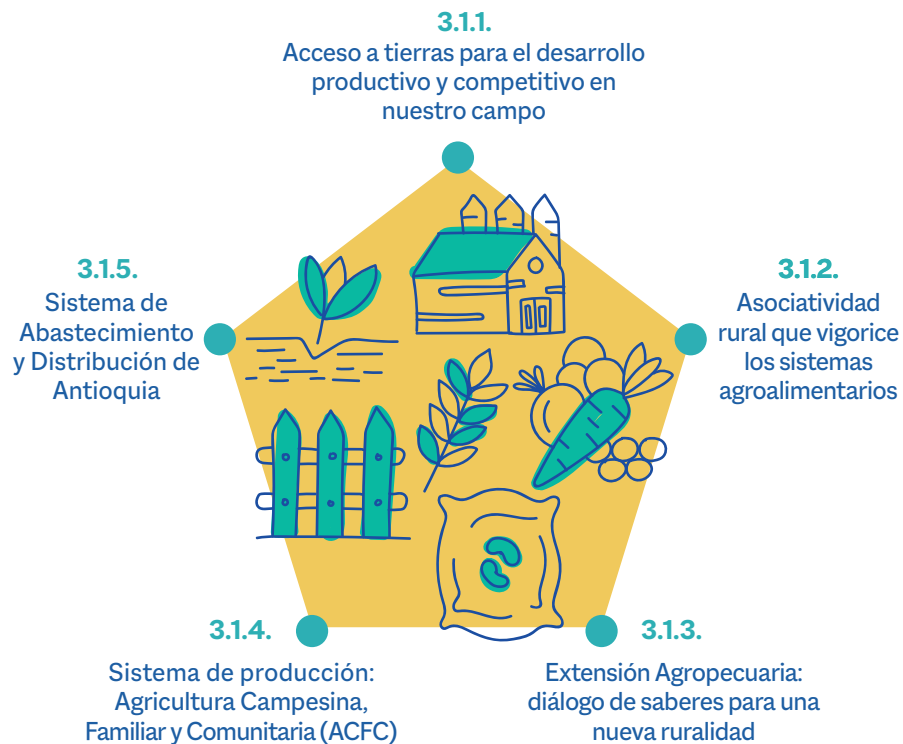 3.1.1.
Acceso a tierras para el desarrollo
productivo y competitivo en
nuestro campo
3.1.2.
Asociatividad
rural que vigorice
los sistemas
agroalimentarios
3.1.3.
Extensión Agropecuaria:
diálogo de saberes para una
nueva ruralidad
3.1.4.
Sistema de producción:
Agricultura Campesina,
Familiar y Comunitaria (ACFC)
3.1.5.
Sistema de
Abastecimiento
y Distribución de
Antioquia